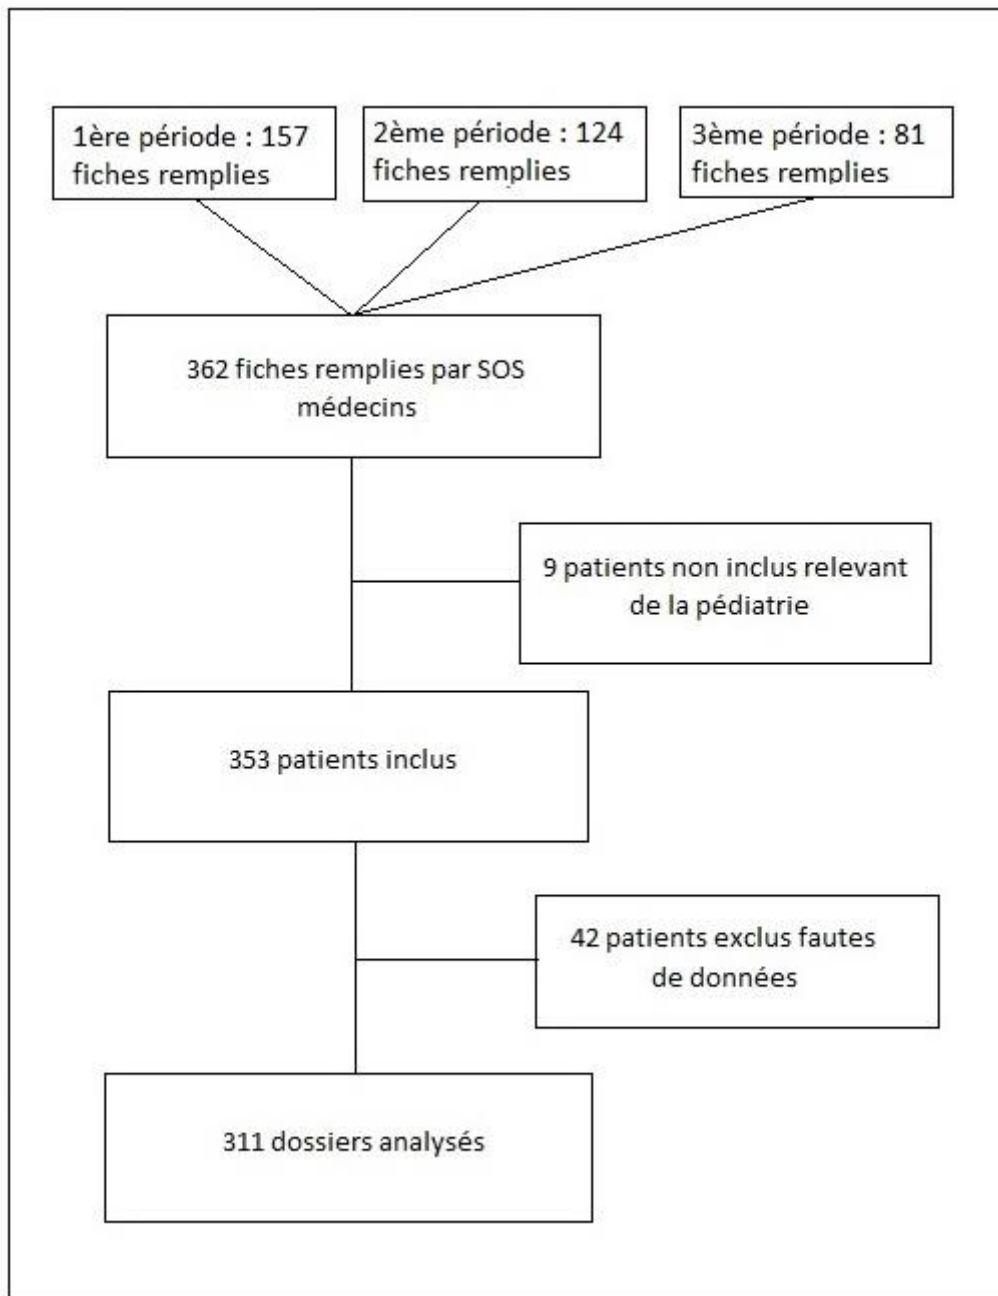 1ère période : 157
fiches remplies
2ème période : 124
fiches remplies
3ème période : 81
fiches remplies
362 fiches remplies par SOS
médecins
9 patients non inclus relevant
de la pédiatrie
353 patients inclus
42 patients exclus fautes
de données
311 dossiers analysés